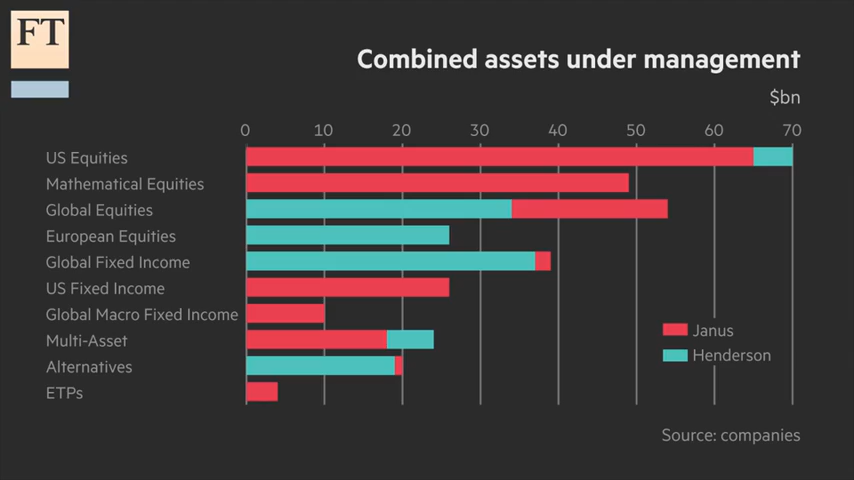 FT
Combined assets under management
$bn
0 10 20 30 40 50 60 70
US Equities
Mathematical Equities
Global Equities
European Equities
Global Fixed Income
US Fixed Income
Global Macro Fixed Income
Multi-Asset
Alternatives
ETPs
Janus
Henderson
Source: companies